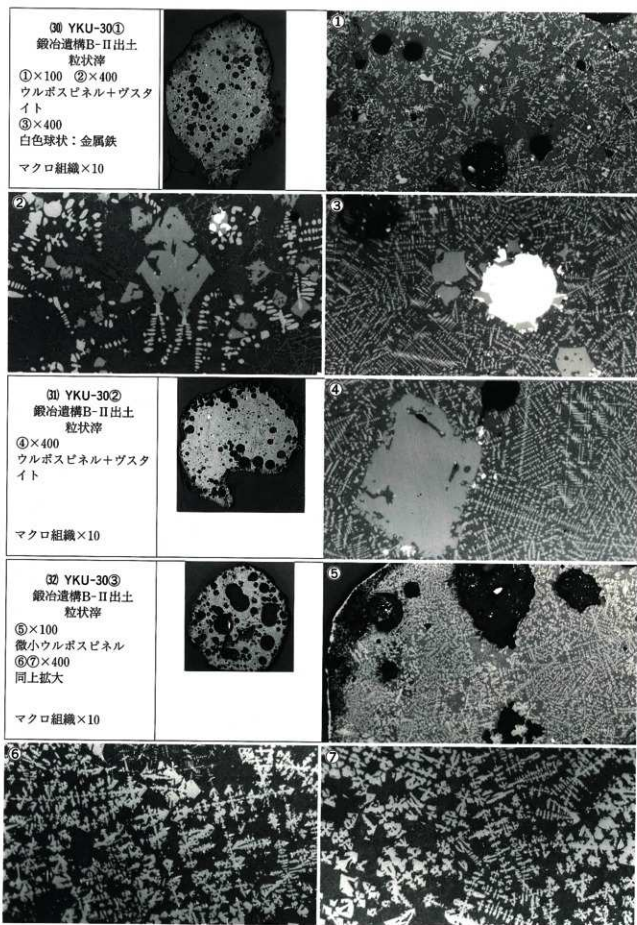 (30) YKU-30①
鍛冶遺構B-II出土
粒状滓
①×100 ②×400
ウルボスピネル＋ヴスタ
イト
③×400
白色球状：金属鉄
マクロ組織×10
①
②
③
(31) YKU-30②
鍛冶遺構B-II出土
粒状滓
④×400
ウルボスピネル＋ヴスタ
イト
マクロ組織×10
④
(32) YKU-30③
鍛冶遺構B-II出土
粒状滓
⑤×100
微小ウルボスピネル
⑥⑦×400
同上拡大
マクロ組織×10
⑤
⑥
⑦